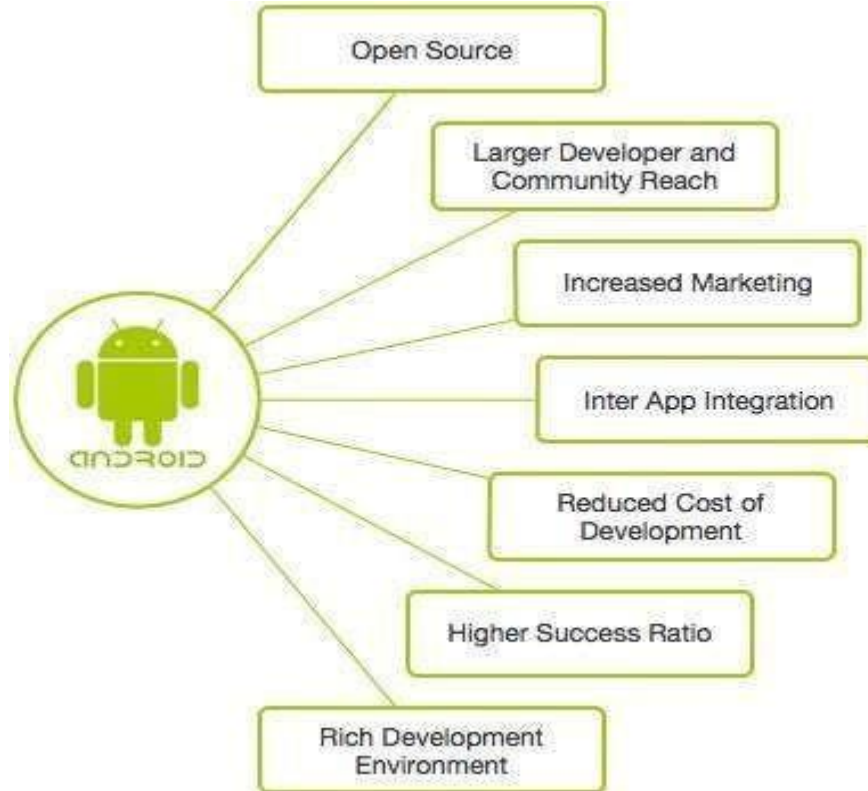 Open Source
Larger Developer and
Community Reach
Increased Marketing
Inter App Integration
ANDROID
Reduced Cost of
Development
Higher Success Ratio
Rich Development
Environment